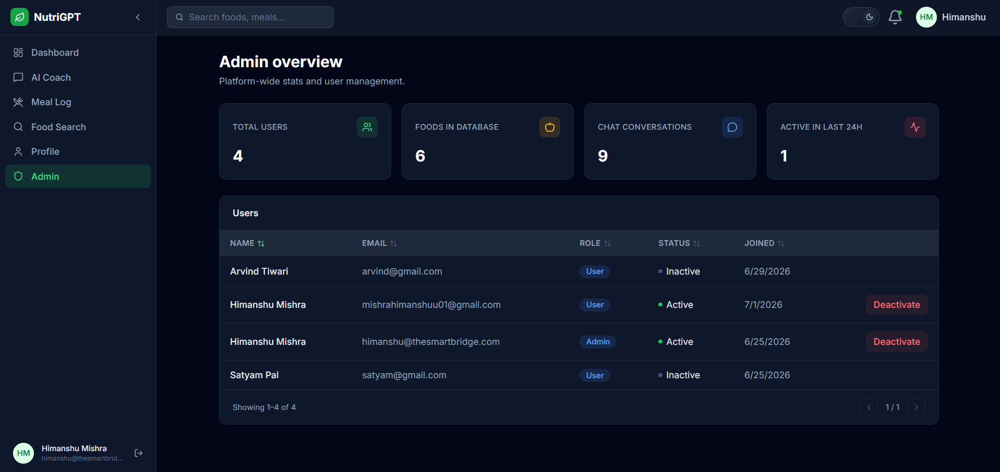 NutriGPT
Search foods, meals...
HM Himanshu
Dashboard
AI Coach
Meal Log
Food Search
Profile
Admin
Admin overview
Platform-wide stats and user management.
TOTAL USERS
4
FOODS IN DATABASE
6
CHAT CONVERSATIONS
9
ACTIVE IN LAST 24H
1
Users
NAME EMAIL ROLE STATUS JOINED
Arvind Tiwari arvind@gmail.com User Inactive 6/29/2026
Himanshu Mishra mishrahimanshuu01@gmail.com User Active 7/1/2026 Deactivate
Himanshu Mishra himanshu@thesmartbridge.com Admin Active 6/25/2026 Deactivate
Satyam Pal satyam@gmail.com User Inactive 6/25/2026
Showing 1–4 of 4 1 / 1
HM Himanshu Mishra
himanshu@thesmartbrid...